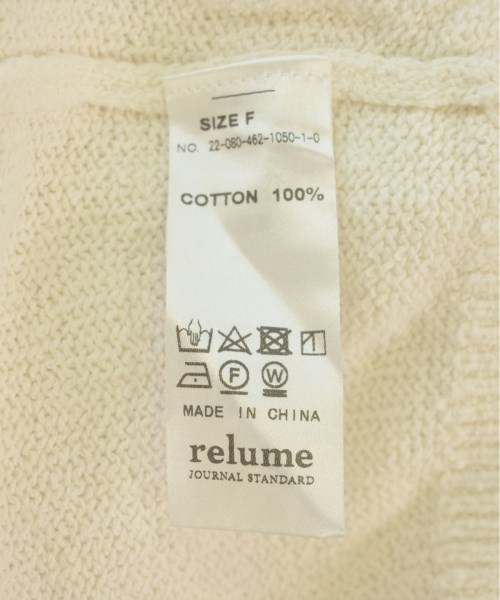 SIZE F
NO. 22-080-462-1050-1-0
COTTON 100%
F W
MADE IN CHINA
relume
JOURNAL STANDARD